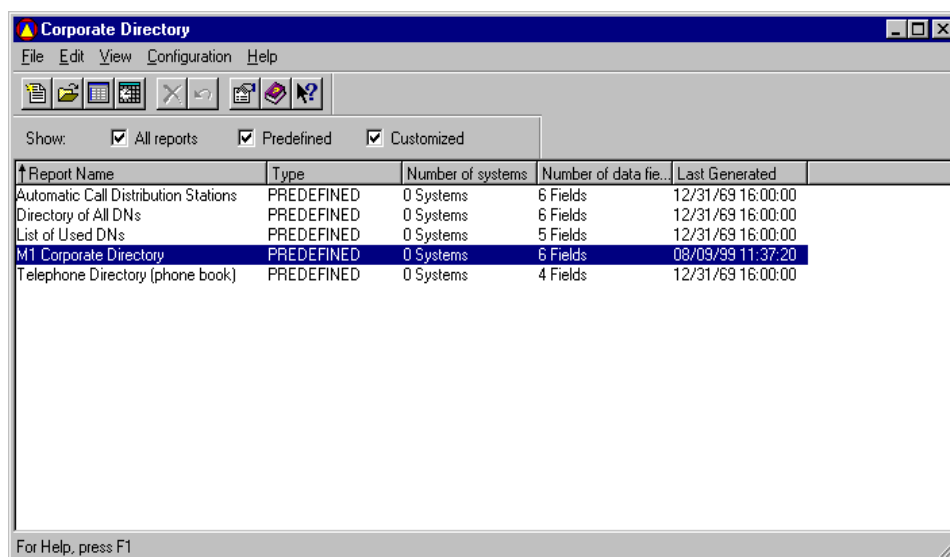 Corporate Directory
File Edit View Configuration Help
Show: All reports Predefined Customized
Report Name Type Number of systems Number of data fie... Last Generated
Automatic Call Distribution Stations PREDEFINED 0 Systems 6 Fields 12/31/69 16:00:00
Directory of All DNs PREDEFINED 0 Systems 6 Fields 12/31/69 16:00:00
List of Used DNs PREDEFINED 0 Systems 5 Fields 12/31/69 16:00:00
M1 Corporate Directory PREDEFINED 0 Systems 6 Fields 08/09/99 11:37:20
Telephone Directory (phone book) PREDEFINED 0 Systems 4 Fields 12/31/69 16:00:00
For Help, press F1